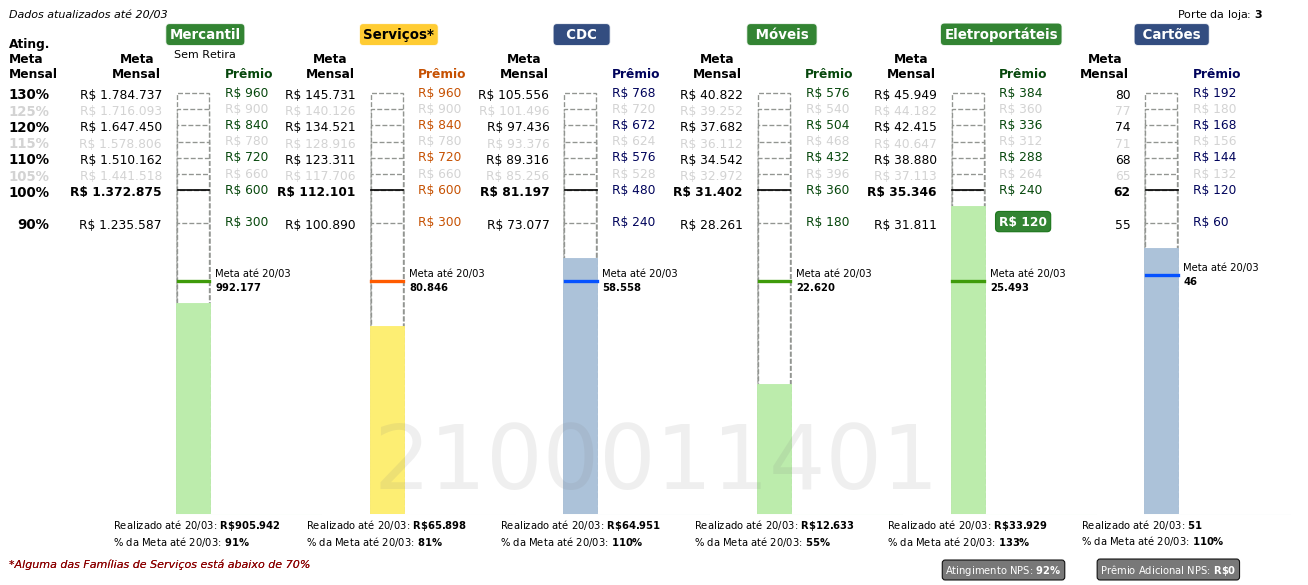 Dados atualizados até 20/03
Porte da loja: 3
Mercantil Serviços* CDC Móveis Eletroportáteis Cartões
Sem Retira
Ating. Meta Mensal
Meta Mensal Prêmio Meta Mensal Prêmio Meta Mensal Prêmio Meta Mensal Prêmio Meta Mensal Prêmio Meta Mensal Prêmio
130% R$ 1.784.737 R$ 960 R$ 145.731 R$ 960 R$ 105.556 R$ 768 R$ 40.822 R$ 576 R$ 45.949 R$ 384 80 R$ 192
125% R$ 1.716.093 R$ 900 R$ 140.126 R$ 900 R$ 101.496 R$ 720 R$ 39.252 R$ 540 R$ 44.182 R$ 360 77 R$ 180
120% R$ 1.647.450 R$ 840 R$ 134.521 R$ 840 R$ 97.436 R$ 672 R$ 37.682 R$ 504 R$ 42.415 R$ 336 74 R$ 168
115% R$ 1.578.806 R$ 780 R$ 128.916 R$ 780 R$ 93.376 R$ 624 R$ 36.112 R$ 468 R$ 40.647 R$ 312 71 R$ 156
110% R$ 1.510.162 R$ 720 R$ 123.311 R$ 720 R$ 89.316 R$ 576 R$ 34.542 R$ 432 R$ 38.880 R$ 288 68 R$ 144
105% R$ 1.441.518 R$ 660 R$ 117.706 R$ 660 R$ 85.256 R$ 528 R$ 32.972 R$ 396 R$ 37.113 R$ 264 65 R$ 132
100% R$ 1.372.875 R$ 600 R$ 112.101 R$ 600 R$ 81.197 R$ 480 R$ 31.402 R$ 360 R$ 35.346 R$ 240 62 R$ 120
90% R$ 1.235.587 R$ 300 R$ 100.890 R$ 300 R$ 73.077 R$ 240 R$ 28.261 R$ 180 R$ 31.811 R$ 120 55 R$ 60
Meta até 20/03 Meta até 20/03 Meta até 20/03 Meta até 20/03 Meta até 20/03 Meta até 20/03
992.177 80.846 58.558 22.620 25.493 46
2100011401
Realizado até 20/03: R$905.942 Realizado até 20/03: R$65.898 Realizado até 20/03: R$64.951 Realizado até 20/03: R$12.633 Realizado até 20/03: R$33.929 Realizado até 20/03: 51
% da Meta até 20/03: 91% % da Meta até 20/03: 81% % da Meta até 20/03: 110% % da Meta até 20/03: 55% % da Meta até 20/03: 133% % da Meta até 20/03: 110%
*Alguma das Famílias de Serviços está abaixo de 70%
Atingimento NPS: 92% Prêmio Adicional NPS: R$0